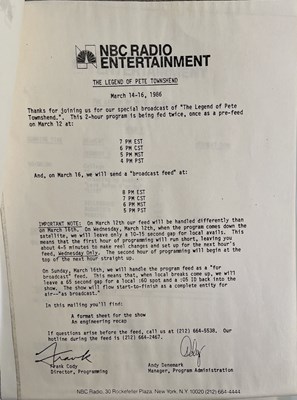 NBC RADIO
ENTERTAINMENT
THE LEGEND OF PETE TOWNSHEND
March 14-16, 1986
Thanks for joining us for our special broadcast of "The Legend of Pete
Townshend.". This 2-hour program is being fed twice, once as a pre-feed
on March 12 at:
7 PM EST
6 PM CST
5 PM MST
4 PM PST
And, on March 16, we will send a "broadcast feed" at:
8 PM EST
7 PM CST
6 PM MST
5 PM PST
IMPORTANT NOTE: On March 12th our feed will be handled differently than
on March 16th. On Wednesday, March 12th, when the program comes down the
satellite, we will leave only a 10-15 second gap for local avails. This
means that the first hour of programming will run short, leaving you
about 4-5 minutes to make reel changes and set up for the next hour's
feed, Wednesday Only. The second hour of programming will begin at the
top of the next hour straight up.
On Sunday, March 16th, we will handle the program feed as a "for
broadcast" feed. This means that, when local breaks come up, we will
leave a 65 second gap for a local :60 spot and a :05 ID back into the
show. The show will flow start-to-finish as a complete entity for
air--"as broadcast."
In this mailing you'll find:
A format sheet for the show
An engineering recap
If questions arise before the feed, call us at (212) 664-5538. Our
hotline during the feed is (212) 664-2467.
Frank
Andy
Frank Cody
Andy Denemark
Director, Programming
Manager, Program Administration
NBC Radio, 30 Rockefeller Plaza, New York, N.Y. 10020 (212) 664-4444